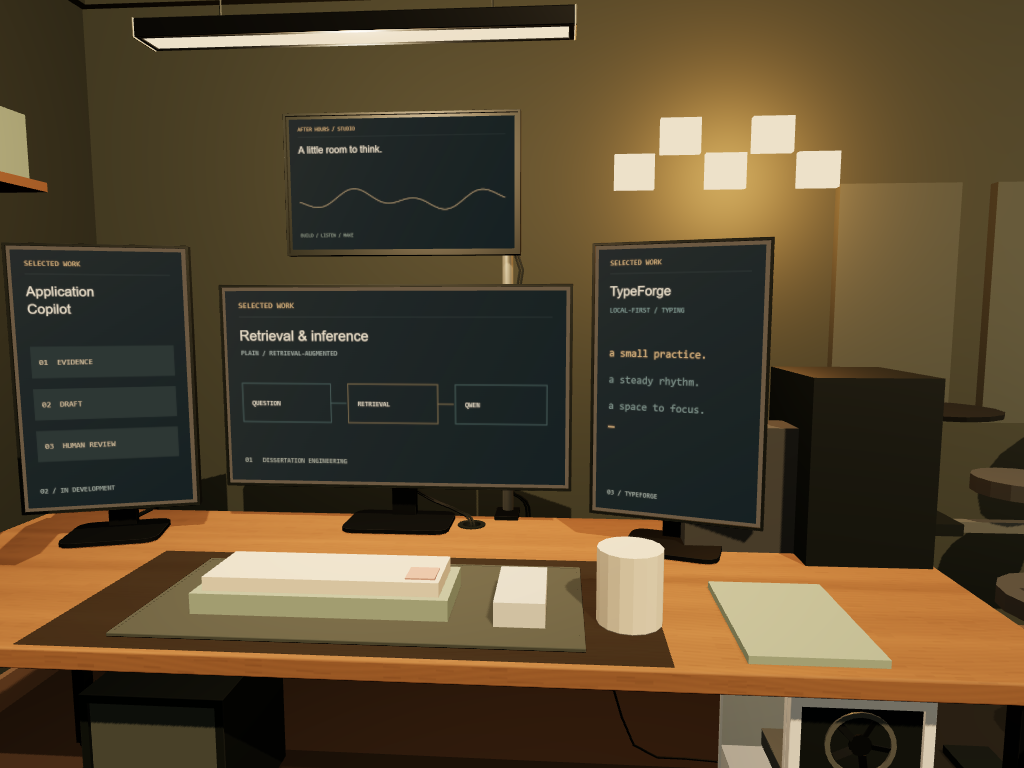 AFTER HOURS / STUDIO
A little room to think.
BUILD / LISTEN / MAKE
SELECTED WORK
Application
Copilot
01 EVIDENCE
02 DRAFT
03 HUMAN REVIEW
02 / IN DEVELOPMENT
SELECTED WORK
Retrieval & inference
PLAIN / RETRIEVAL-AUGMENTED
QUESTION
RETRIEVAL
QWEN
01 DISSERTATION ENGINEERING
SELECTED WORK
TypeForge
LOCAL-FIRST / TYPING
a small practice.
a steady rhythm.
a space to focus.
03 / TYPEFORGE